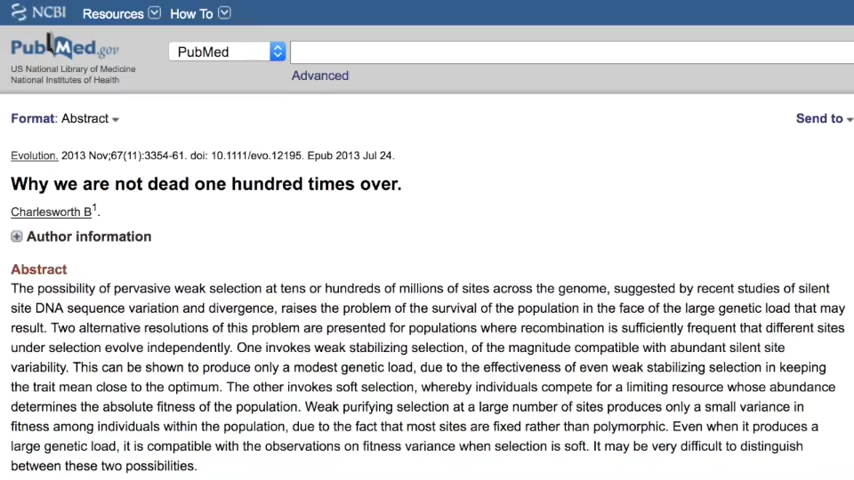 NCBI Resources How To
PubMed.gov
US National Library of Medicine
National Institutes of Health
PubMed
Advanced
Format: Abstract
Send to
Evolution. 2013 Nov;67(11):3354-61. doi: 10.1111/evo.12195. Epub 2013 Jul 24.
Why we are not dead one hundred times over.
Charlesworth B1.
Author information
Abstract
The possibility of pervasive weak selection at tens or hundreds of millions of sites across the genome, suggested by recent studies of silent
site DNA sequence variation and divergence, raises the problem of the survival of the population in the face of the large genetic load that may
result. Two alternative resolutions of this problem are presented for populations where recombination is sufficiently frequent that different sites
under selection evolve independently. One invokes weak stabilizing selection, of the magnitude compatible with abundant silent site
variability. This can be shown to produce only a modest genetic load, due to the effectiveness of even weak stabilizing selection in keeping
the trait mean close to the optimum. The other invokes soft selection, whereby individuals compete for a limiting resource whose abundance
determines the absolute fitness of the population. Weak purifying selection at a large number of sites produces only a small variance in
fitness among individuals within the population, due to the fact that most sites are fixed rather than polymorphic. Even when it produces a
large genetic load, it is compatible with the observations on fitness variance when selection is soft. It may be very difficult to distinguish
between these two possibilities.